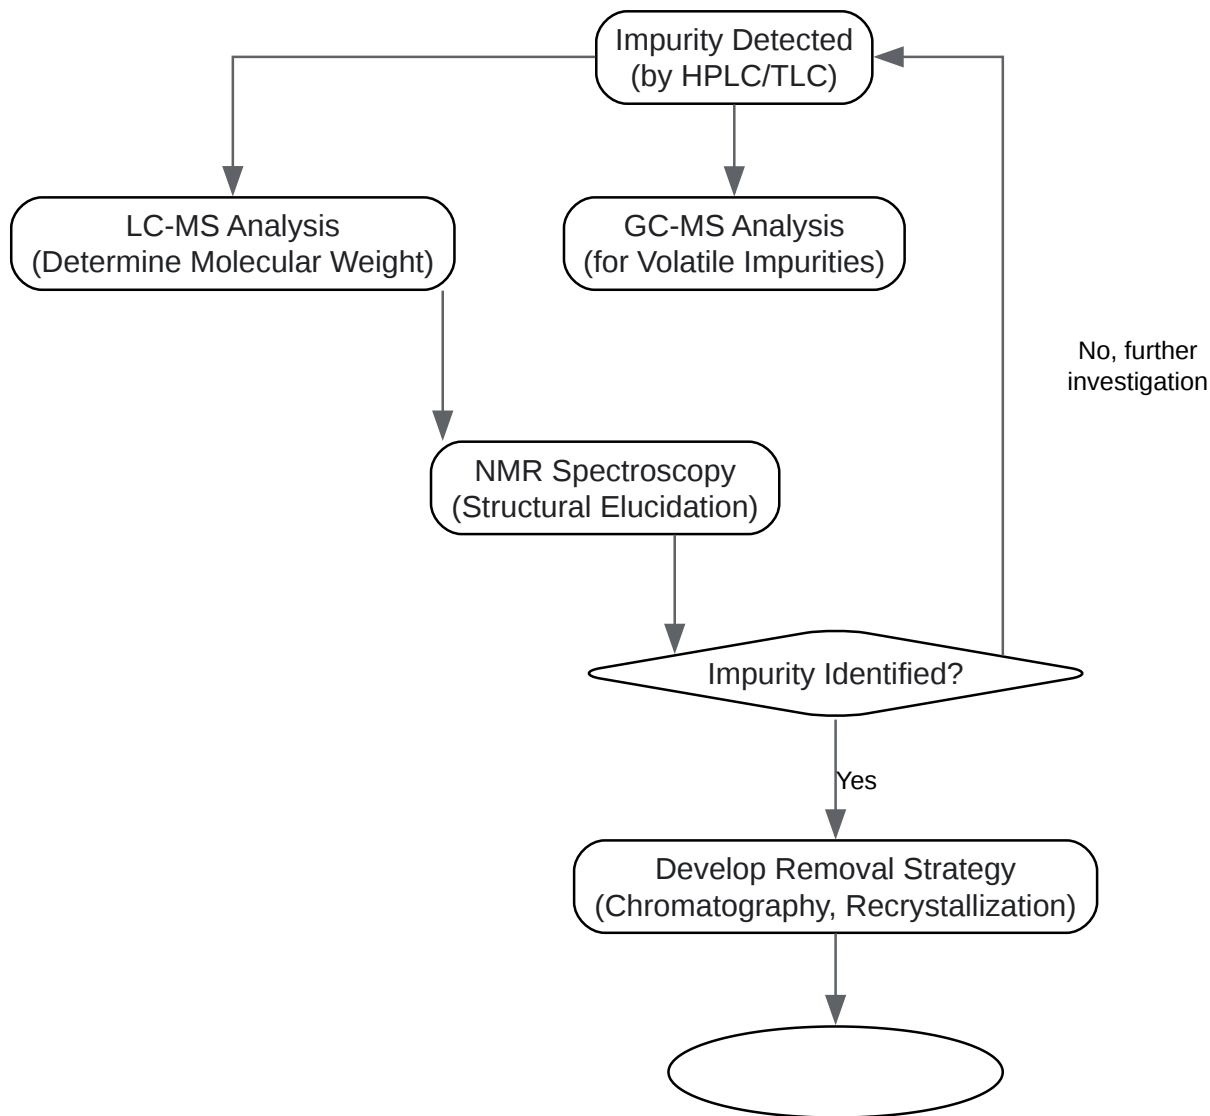 Impurity Detected
(by HPLC/TLC)
LC-MS Analysis
(Determine Molecular Weight)
GC-MS Analysis
(for Volatile Impurities)
No, further
investigation
NMR Spectroscopy
(Structural Elucidation)
Impurity Identified?
Yes
Develop Removal Strategy
(Chromatography, Recrystallization)